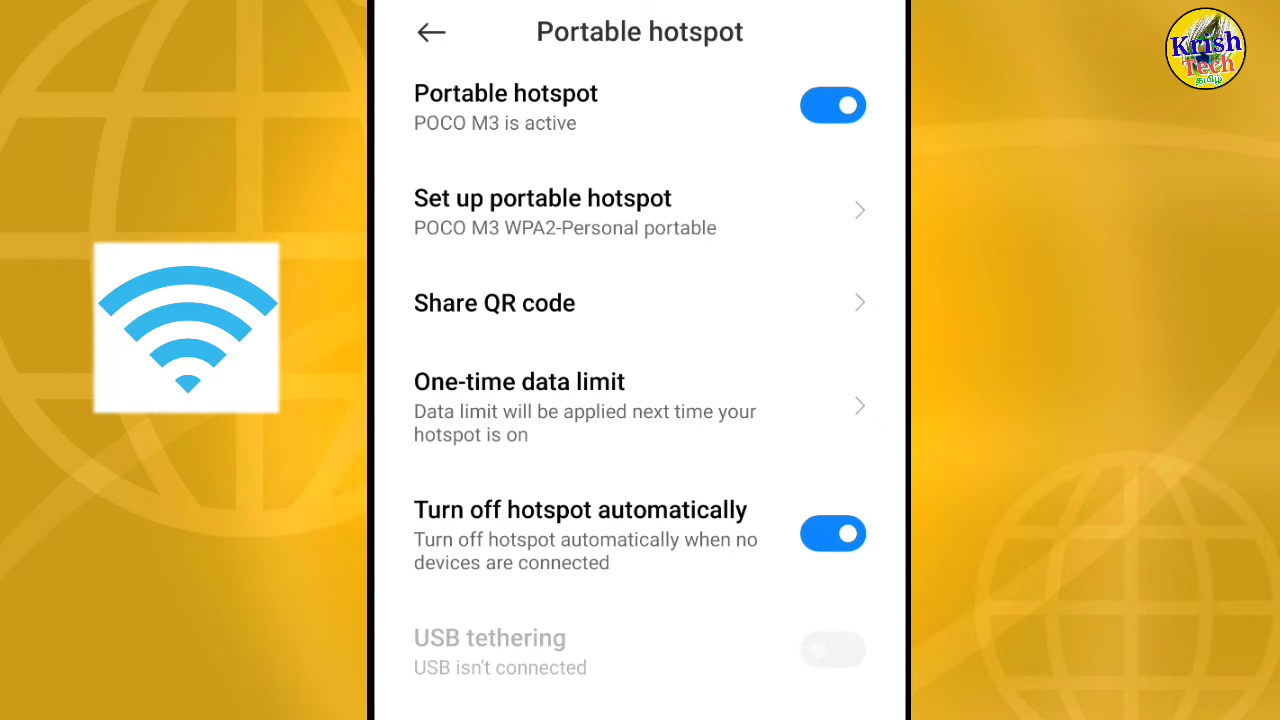 Portable hotspot
Krish
Tech
தமிழ்
Portable hotspot
POCO M3 is active
Set up portable hotspot
POCO M3 WPA2-Personal portable
Share QR code
One-time data limit
Data limit will be applied next time your
hotspot is on
Turn off hotspot automatically
Turn off hotspot automatically when no
devices are connected
USB tethering
USB isn't connected